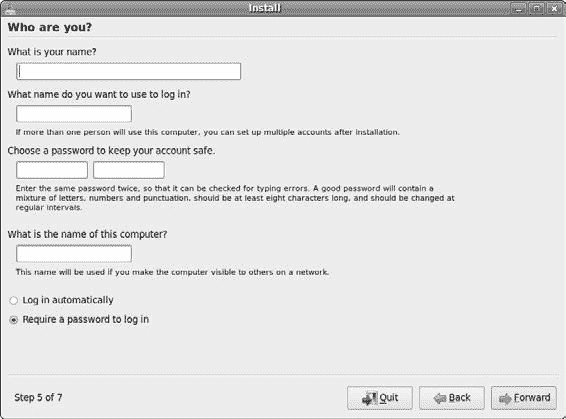 Install
Who are you?
What is your name?
What name do you want to use to log in?
If more than one person will use this computer, you can set up multiple accounts after installation.
Choose a password to keep your account safe.
Enter the same password twice, so that it can be checked for typing errors. A good password will contain a
mixture of letters, numbers and punctuation, should be at least eight characters long, and should be changed at
regular intervals.
What is the name of this computer?
This name will be used if you make the computer visible to others on a network.
Log in automatically
Require a password to log in
Step 5 of 7
Quit
Back
Forward